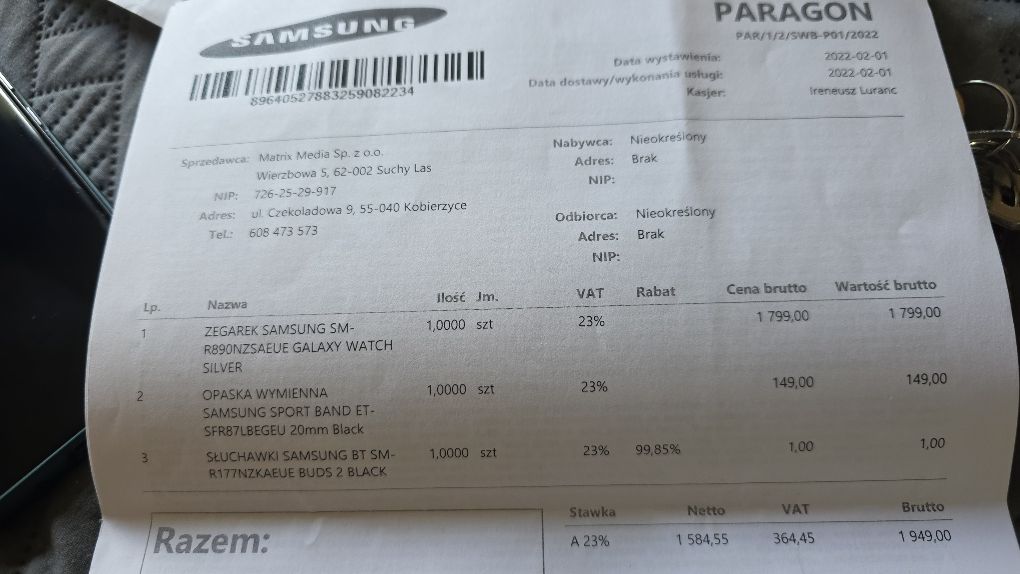 SAMSUNG
PARAGON
PAR/1/2/SWB-P01/2022
89640527883259082234
Data wystawienia: 2022-02-01
Data dostawy/wykonania usługi: 2022-02-01
Kasjer: Ireneusz Luranc
Sprzedawca: Matrix Media Sp. z o.o.
Wierzbowa 5, 62-002 Suchy Las
NIP: 726-25-29-917
Adres: ul. Czekoladowa 9, 55-040 Kobierzyce
Tel.: 608 473 573
Nabywca: Nieokreślony
Adres: Brak
NIP:
Odbiorca: Nieokreślony
Adres: Brak
NIP:
Lp. Nazwa Ilość Jm. VAT Rabat Cena brutto Wartość brutto
1 ZEGAREK SAMSUNG SM- 1,0000 szt 23% 1 799,00 1 799,00
R890NZSAEUE GALAXY WATCH
SILVER
2 OPASKA WYMIENNA 1,0000 szt 23% 149,00 149,00
SAMSUNG SPORT BAND ET-
SFR87LBEGEU 20mm Black
3 SŁUCHAWKI SAMSUNG BT SM- 1,0000 szt 23% 99,85% 1,00 1,00
R177NZKAEUE BUDS 2 BLACK
Razem:
Stawka Netto VAT Brutto
A 23% 1 584,55 364,45 1 949,00